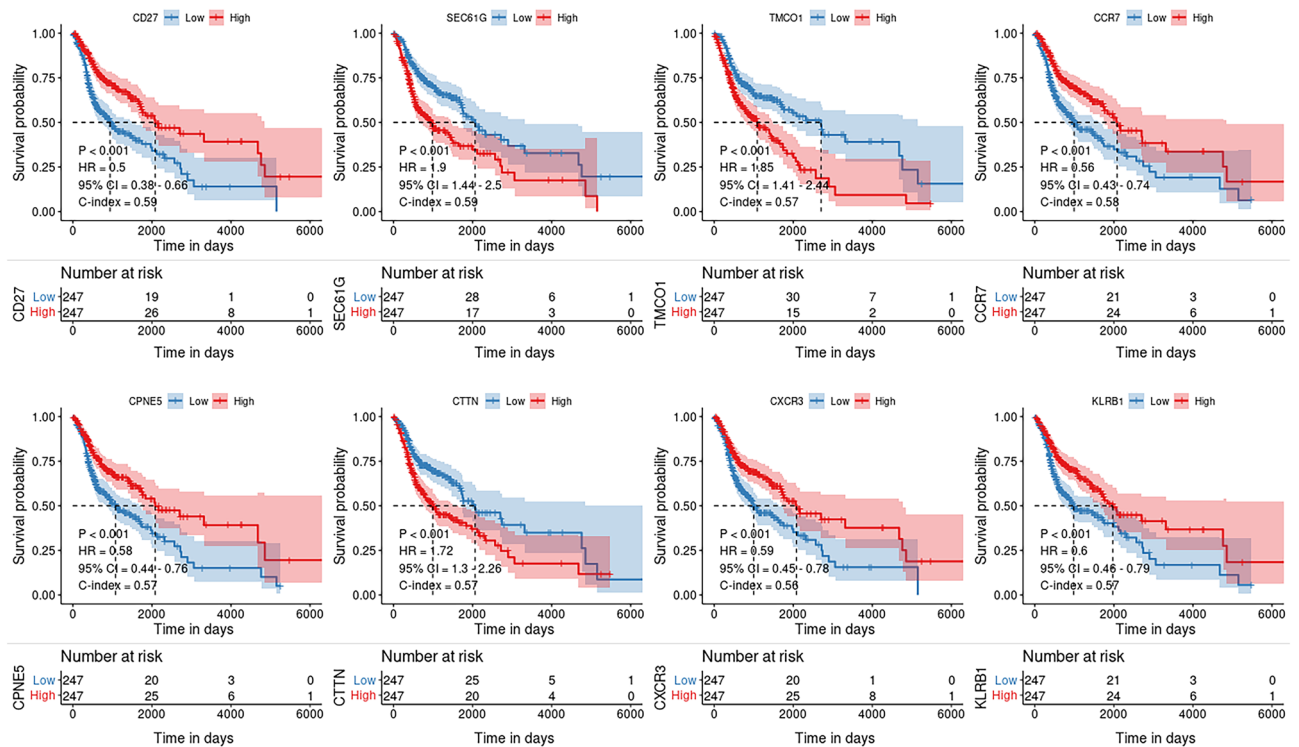 CD27 Low High
Survival probability
1.00
0.75
0.50
0.25
0.00
P < 0.001
HR = 0.5
95% CI = 0.38 - 0.66
C-index = 0.59
0 2000 4000 6000
Time in days
Number at risk
CD27
Low 247 19 1 0
High 247 26 8 1
0 2000 4000 6000
Time in days
SEC61G Low High
Survival probability
1.00
0.75
0.50
0.25
0.00
P < 0.001
HR = 1.9
95% CI = 1.44 - 2.5
C-index = 0.59
0 2000 4000 6000
Time in days
Number at risk
SEC61G
Low 247 28 6 1
High 247 17 3 0
0 2000 4000 6000
Time in days
TMCO1 Low High
Survival probability
1.00
0.75
0.50
0.25
0.00
P < 0.001
HR = 1.85
95% CI = 1.41 - 2.44
C-index = 0.57
0 2000 4000 6000
Time in days
Number at risk
TMCO1
Low 247 30 7 1
High 247 15 2 0
0 2000 4000 6000
Time in days
CCR7 Low High
Survival probability
1.00
0.75
0.50
0.25
0.00
P < 0.001
HR = 0.56
95% CI = 0.43 - 0.74
C-index = 0.58
0 2000 4000 6000
Time in days
Number at risk
CCR7
Low 247 21 3 0
High 247 24 6 1
0 2000 4000 6000
Time in days
CPNE5 Low High
Survival probability
1.00
0.75
0.50
0.25
0.00
P < 0.001
HR = 0.58
95% CI = 0.44 - 0.76
C-index = 0.57
0 2000 4000 6000
Time in days
Number at risk
CPNE5
Low 247 20 3 0
High 247 25 6 1
0 2000 4000 6000
Time in days
CTTN Low High
Survival probability
1.00
0.75
0.50
0.25
0.00
P < 0.001
HR = 1.72
95% CI = 1.3 - 2.26
C-index = 0.57
0 2000 4000 6000
Time in days
Number at risk
CTTN
Low 247 25 5 1
High 247 20 4 0
0 2000 4000 6000
Time in days
CXCR3 Low High
Survival probability
1.00
0.75
0.50
0.25
0.00
P < 0.001
HR = 0.59
95% CI = 0.45 - 0.78
C-index = 0.56
0 2000 4000 6000
Time in days
Number at risk
CXCR3
Low 247 20 1 0
High 247 25 8 1
0 2000 4000 6000
Time in days
KLRB1 Low High
Survival probability
1.00
0.75
0.50
0.25
0.00
P < 0.001
HR = 0.6
95% CI = 0.46 - 0.79
C-index = 0.57
0 2000 4000 6000
Time in days
Number at risk
KLRB1
Low 247 21 3 0
High 247 24 6 1
0 2000 4000 6000
Time in days